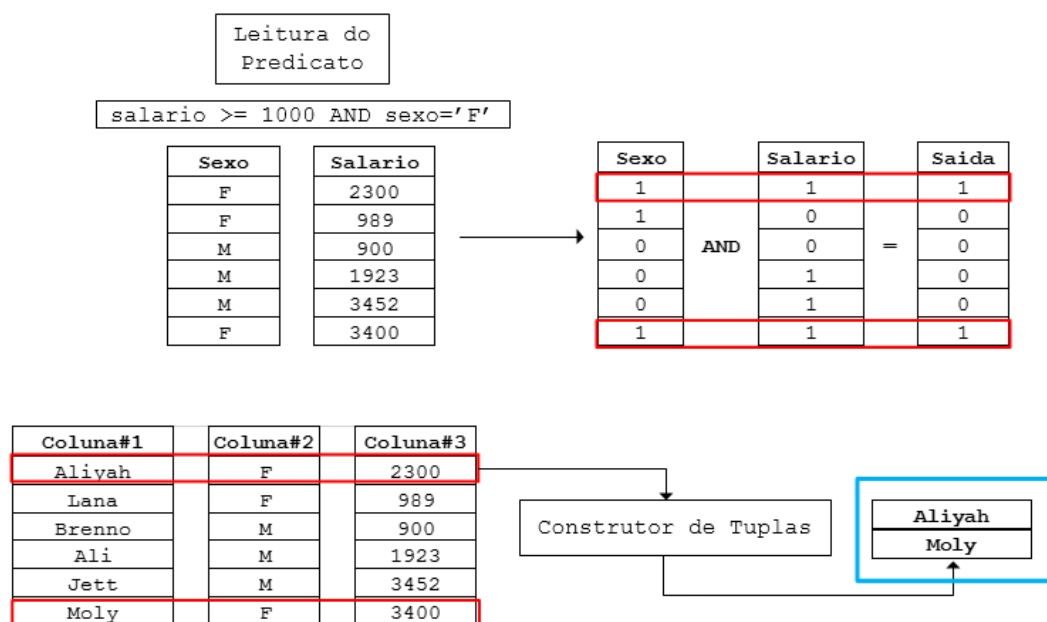 Leitura do
Predicato
salario >= 1000 AND sexo='F'
Sexo Salario
F 2300
F 989
M 900
M 1923
M 3452
F 3400
Sexo Salario Saida
1 1 1
1 0 0
0 AND 0 = 0
0 1 0
0 1 0
1 1 1
Coluna#1 Coluna#2 Coluna#3
Aliyah F 2300
Lana F 989
Brenno M 900
Ali M 1923
Jett M 3452
Moly F 3400
Construtor de Tuplas
Aliyah
Moly